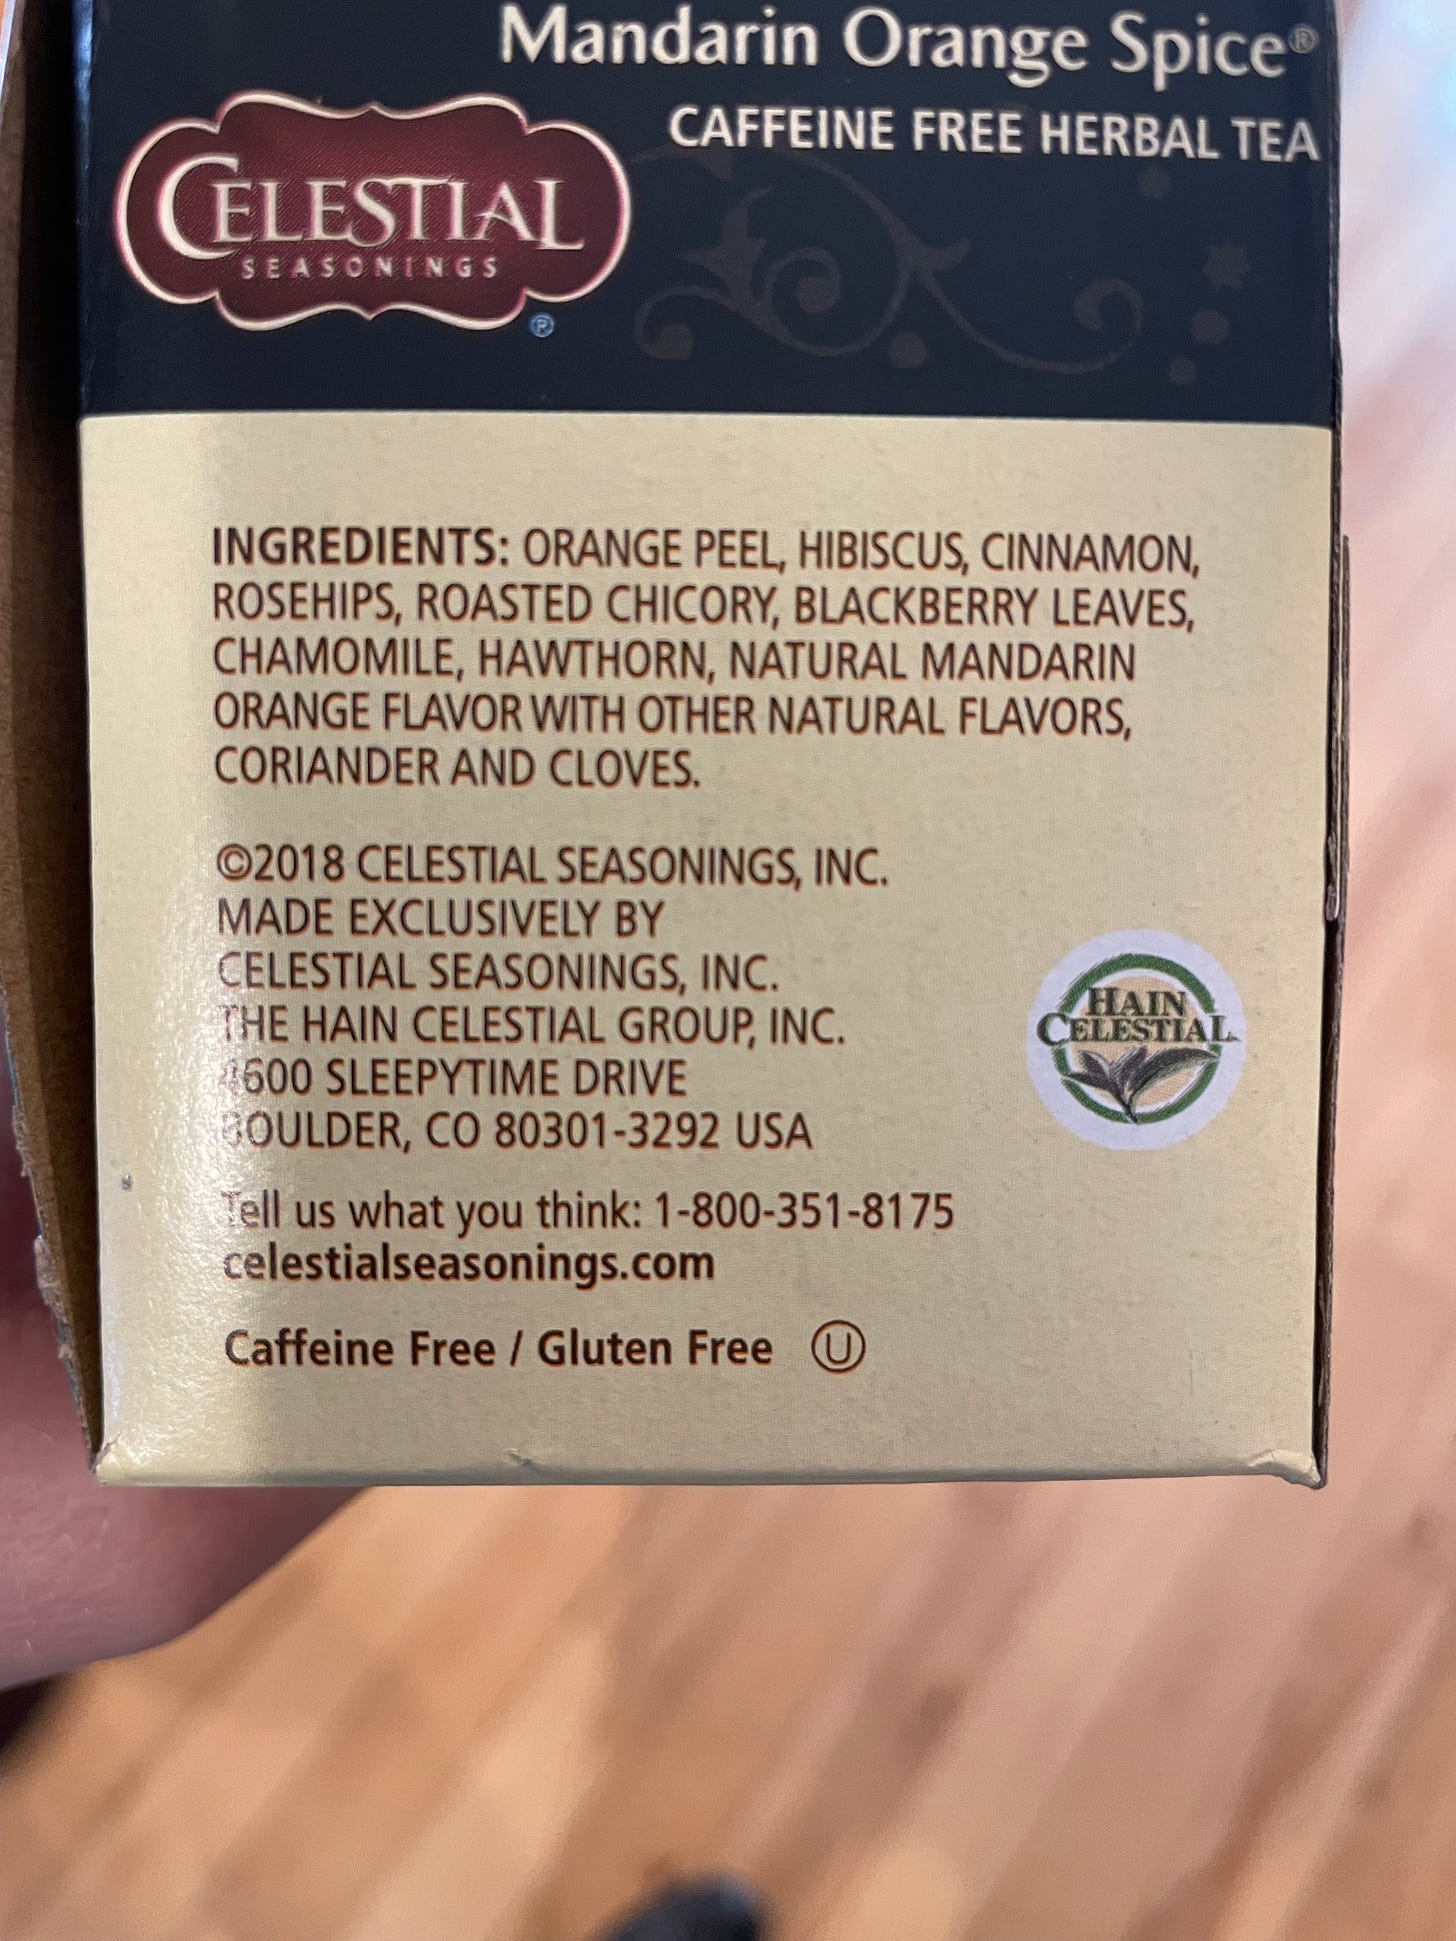 Mandarin Orange Spice®
CAFFEINE FREE HERBAL TEA
CELESTIAL
SEASONINGS
®
INGREDIENTS: ORANGE PEEL, HIBISCUS, CINNAMON,
ROSEHIPS, ROASTED CHICORY, BLACKBERRY LEAVES,
CHAMOMILE, HAWTHORN, NATURAL MANDARIN
ORANGE FLAVOR WITH OTHER NATURAL FLAVORS,
CORIANDER AND CLOVES.
©2018 CELESTIAL SEASONINGS, INC.
MADE EXCLUSIVELY BY
CELESTIAL SEASONINGS, INC.
THE HAIN CELESTIAL GROUP, INC.
4600 SLEEPYTIME DRIVE
BOULDER, CO 80301-3292 USA
HAIN
CELESTIAL
Tell us what you think: 1-800-351-8175
celestialseasonings.com
Caffeine Free / Gluten Free Ⓤ